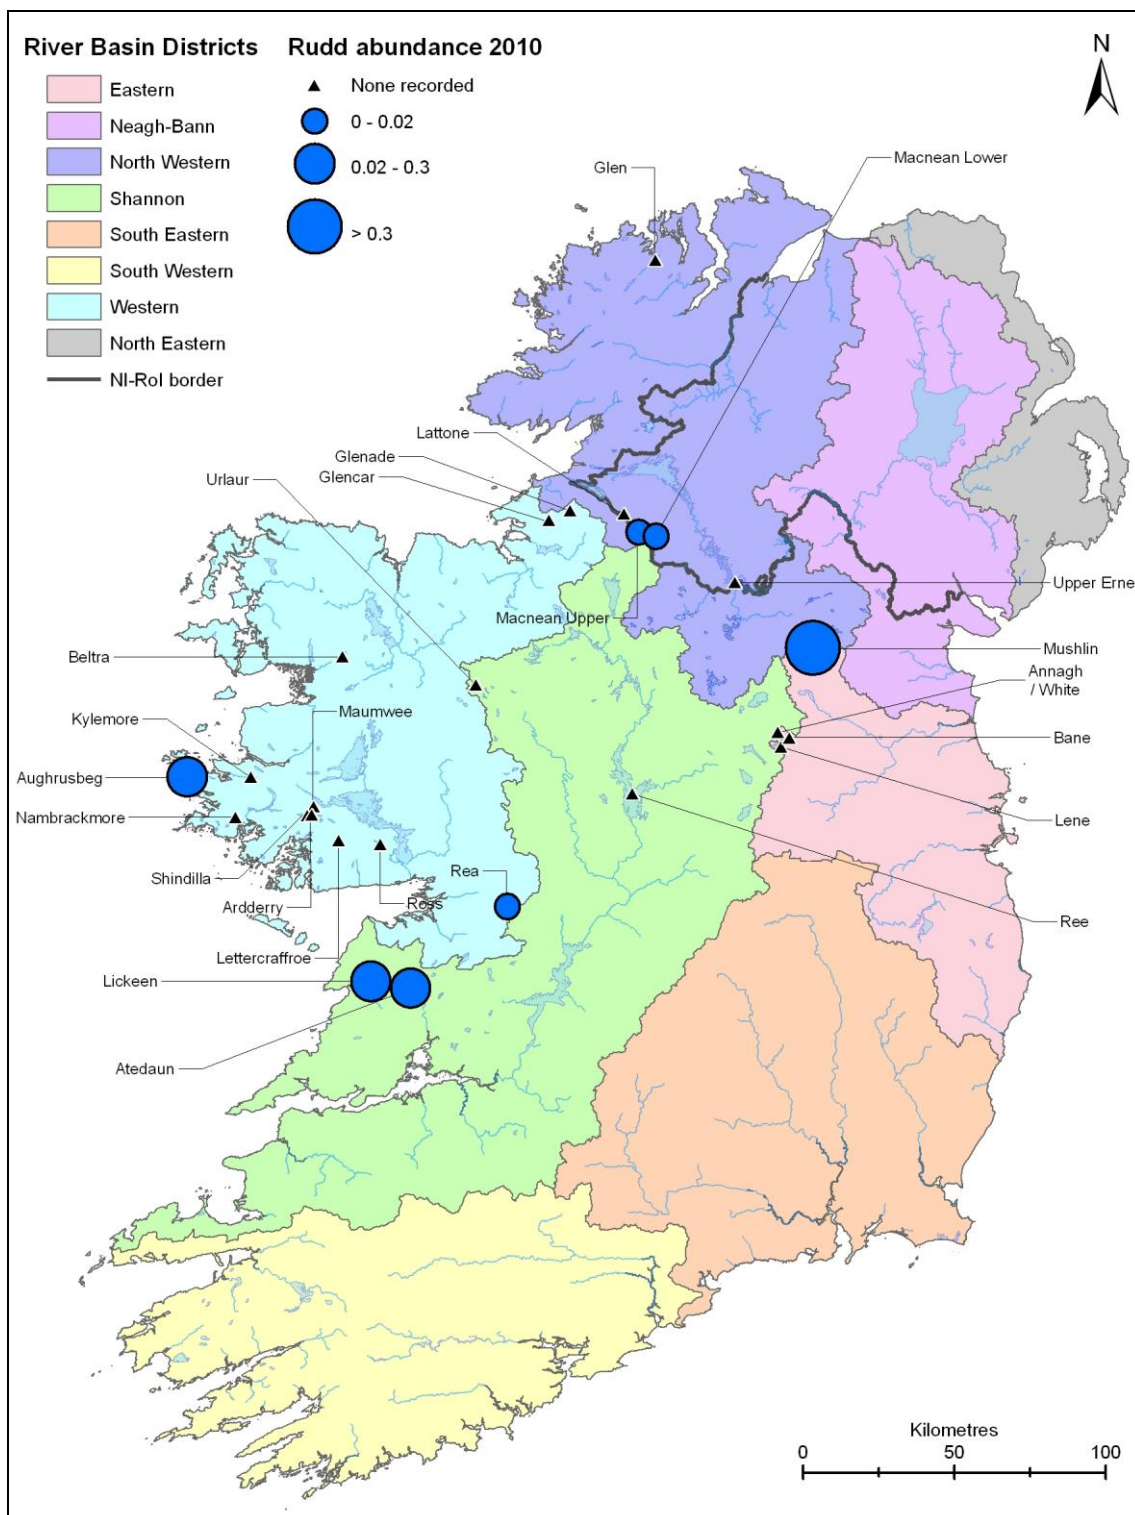 River Basin Districts
Eastern
Neagh-Bann
North Western
Shannon
South Eastern
South Western
Western
North Eastern
NI-RoI border
Rudd abundance 2010
None recorded
0 - 0.02
0.02 - 0.3
> 0.3
N
Macnean Lower
Glen
Lattone
Glenade
Glencar
Urlaur
Upper Erne
Macnean Upper
Mushlin
Annagh
/ White
Beltra
Maumwee
Kylemore
Bane
Aughrusbeg
Nambrackmore
Lene
Shindilla
Rea
Ardderry
Ross
Ree
Lettercraffroe
Lickeen
Atedaun
Kilometres
0 50 100